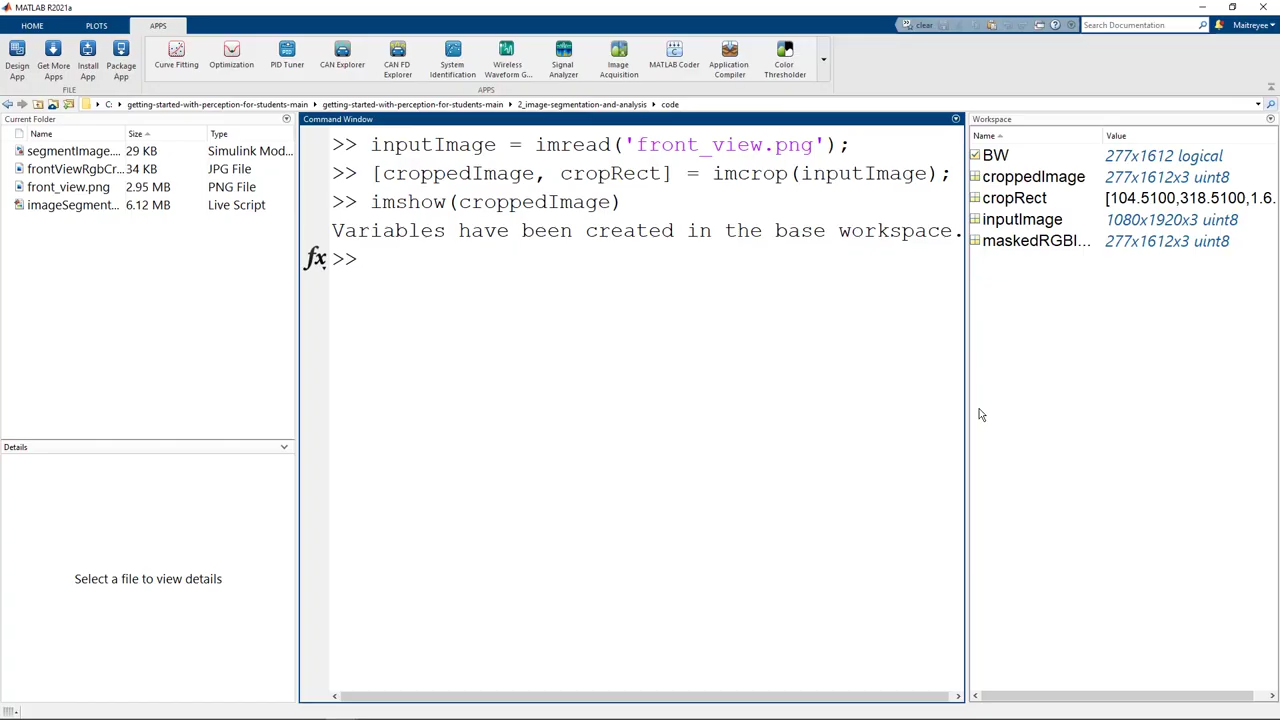 MATLAB R2021a
HOME PLOTS APPS clear Search Documentation Maitreyee
Design App
Get More Apps
Install App
Package App
Curve Fitting
Optimization
PID Tuner
CAN Explorer
CAN FD Explorer
System Identification
Wireless Waveform G...
Signal Analyzer
Image Acquisition
MATLAB Coder
Application Compiler
Color Thresholder
FILE APPS
C: getting-started-with-perception-for-students-main getting-started-with-perception-for-students-main 2_image-segmentation-and-analysis code
Current Folder
Name Size Type
segmentImage.... 29 KB Simulink Mod...
frontViewRgbCr... 34 KB JPG File
front_view.png 2.95 MB PNG File
imageSegment... 6.12 MB Live Script
Details
Select a file to view details
Command Window
>> inputImage = imread('front_view.png');
>> [croppedImage, cropRect] = imcrop(inputImage);
>> imshow(croppedImage)
Variables have been created in the base workspace.
fx >>
Workspace
Name Value
BW 277x1612 logical
croppedImage 277x1612x3 uint8
cropRect [104.5100,318.5100,1.6...
inputImage 1080x1920x3 uint8
maskedRGBI... 277x1612x3 uint8